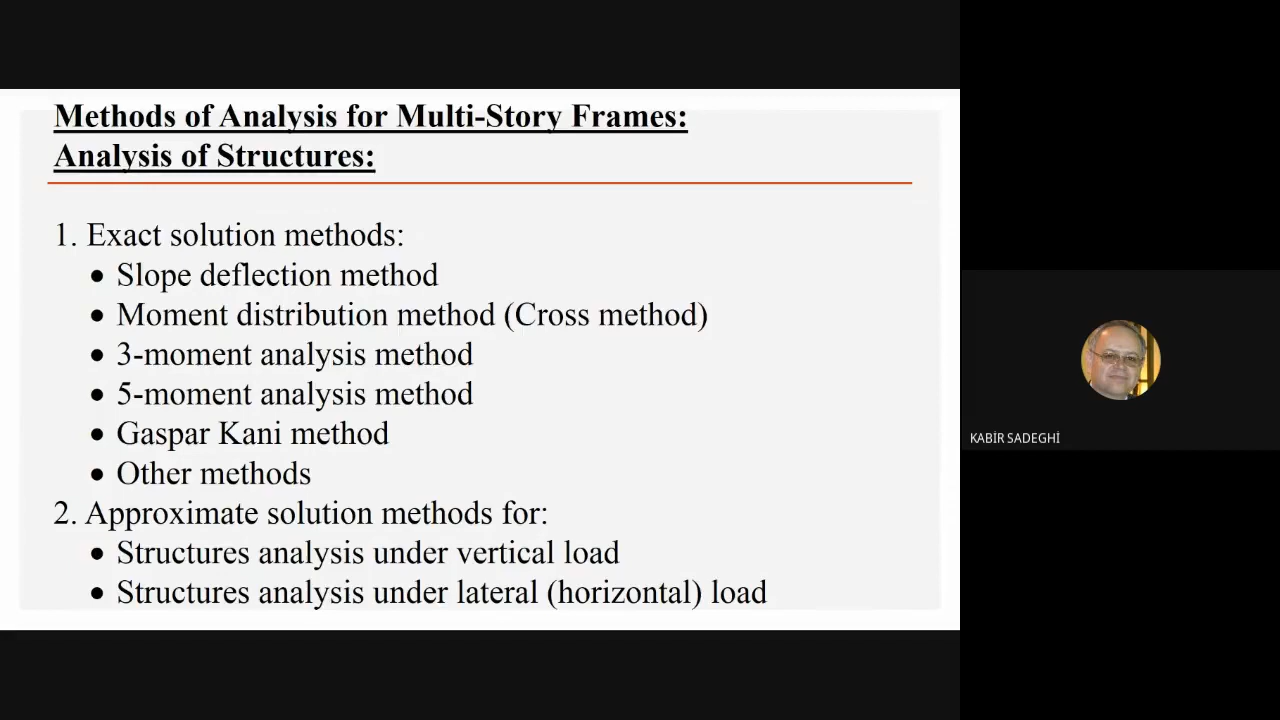 Methods of Analysis for Multi-Story Frames:
Analysis of Structures:
1. Exact solution methods:
• Slope deflection method
• Moment distribution method (Cross method)
• 3-moment analysis method
• 5-moment analysis method
• Gaspar Kani method
• Other methods
2. Approximate solution methods for:
• Structures analysis under vertical load
• Structures analysis under lateral (horizontal) load
KABİR SADEGHİ